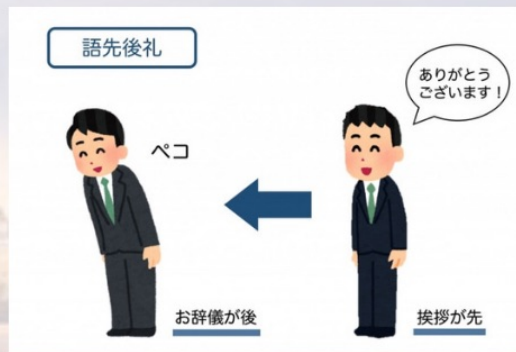 語先後礼
ありがとう
ございます！
ペコ
お辞儀が後
挨拶が先